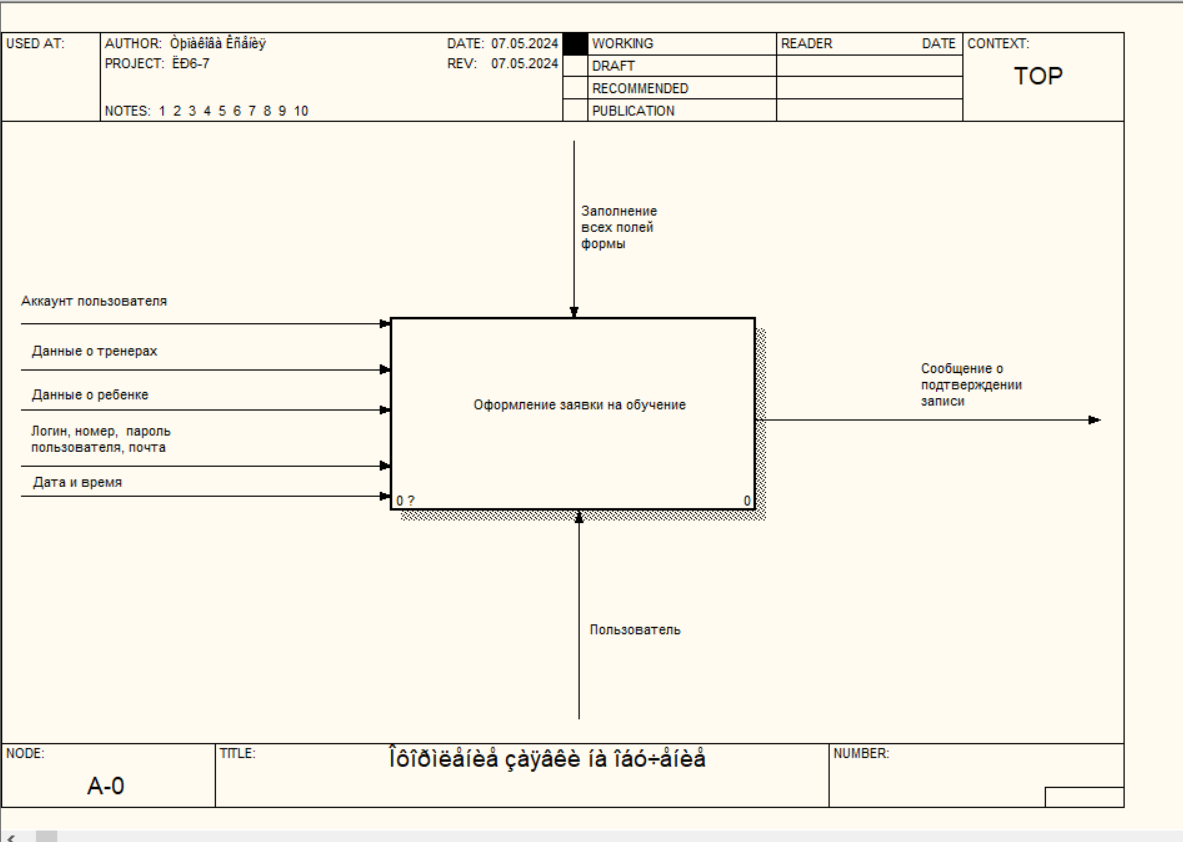 USED AT:
AUTHOR: Òþïàêîâà Êñåíèÿ
DATE: 07.05.2024
WORKING
READER
DATE
CONTEXT:
PROJECT: ËÐ6-7
REV: 07.05.2024
DRAFT
TOP
RECOMMENDED
NOTES: 1 2 3 4 5 6 7 8 9 10
PUBLICATION
Заполнение
всех полей
формы
Аккаунт пользователя
Данные о тренерах
Данные о ребенке
Логин, номер, пароль
пользователя, почта
Дата и время
Оформление заявки на обучение
0 ?
0
Сообщение о
подтверждении
записи
Пользователь
NODE:
TITLE:
Îôîðìëåíèå çàÿâêè íà îáó÷åíèå
NUMBER:
A-0